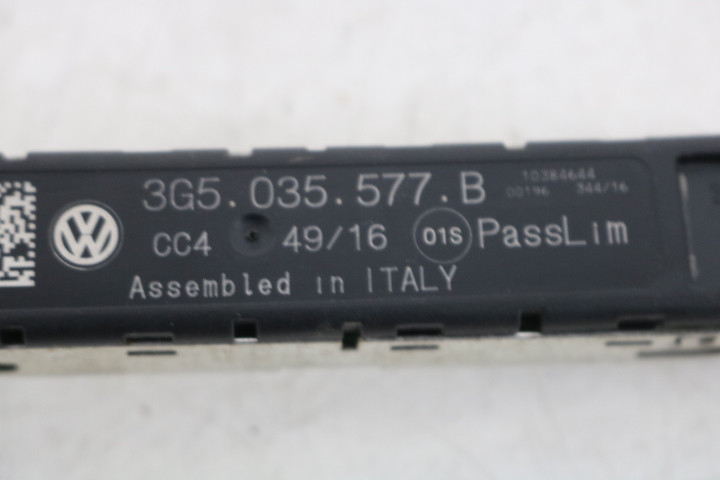 3G5.035.577.B
10384644
00196 344/16
CC4 49/16 01S PassLim
Assembled in ITALY